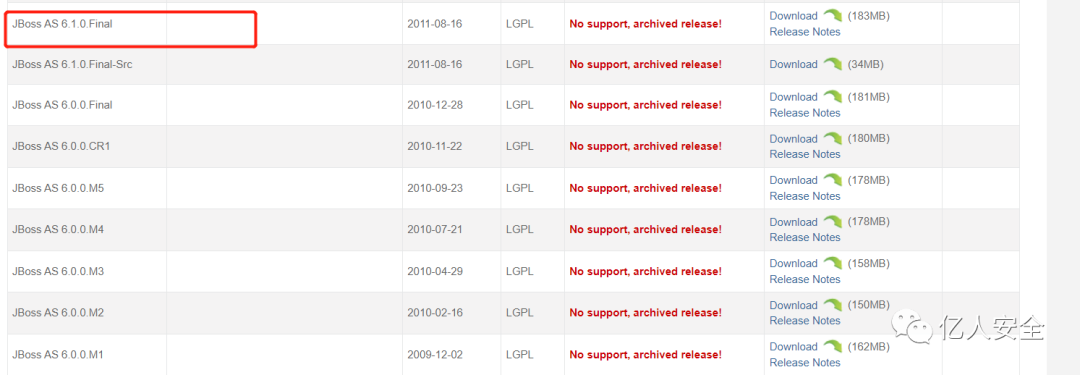 JBoss AS 6.1.0.Final 2011-08-16 LGPL No support, archived release! Download (183MB)
Release Notes
JBoss AS 6.1.0.Final-Src 2011-08-16 LGPL No support, archived release! Download (34MB)
JBoss AS 6.0.0.Final 2010-12-28 LGPL No support, archived release! Download (181MB)
Release Notes
JBoss AS 6.0.0.CR1 2010-11-22 LGPL No support, archived release! Download (180MB)
Release Notes
JBoss AS 6.0.0.M5 2010-09-23 LGPL No support, archived release! Download (178MB)
Release Notes
JBoss AS 6.0.0.M4 2010-07-21 LGPL No support, archived release! Download (178MB)
Release Notes
JBoss AS 6.0.0.M3 2010-04-29 LGPL No support, archived release! Download (158MB)
Release Notes
JBoss AS 6.0.0.M2 2010-02-16 LGPL No support, archived release! Download (150MB)
Release Notes
亿人安全
JBoss AS 6.0.0.M1 2009-12-02 LGPL No support, archived release! Download (162MB)
Release Notes